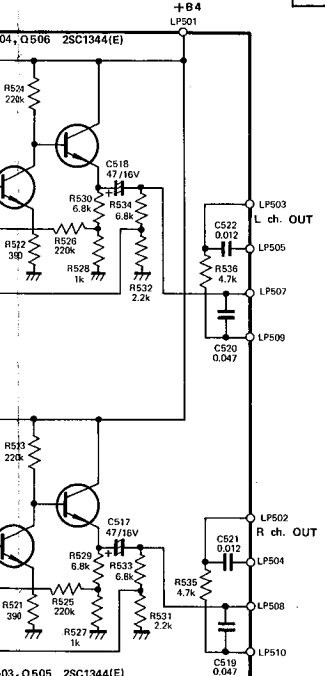 +B4
LP501
04, Q506 2SC1344(E)
R524
220k
C518
47/16V
R530
6.8k
R534
6.8k
R522
390
R526
220k
R528
1k
R532
2.2k
LP503
L ch. OUT
C522
0.012
LP505
R536
4.7k
LP507
C520
0.047
LP509
R523
220k
C517
47/16V
R529
6.8k
R533
6.8k
R521
390
R525
220k
R527
1k
R531
2.2k
LP502
R ch. OUT
C521
0.012
LP504
R535
4.7k
LP508
C519
0.047
LP510
03, Q505 2SC1344(E)